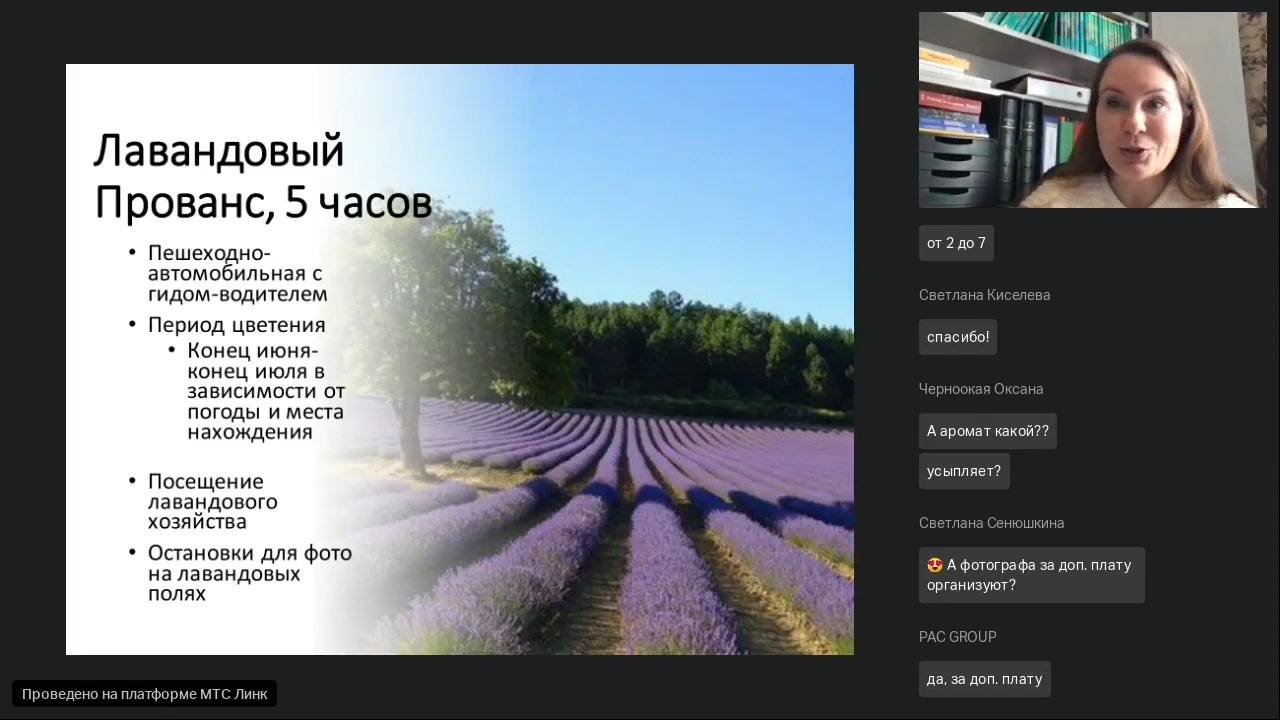 Лавандовый
Прованс, 5 часов
• Пешеходно-
автомобильная с
гидом-водителем
• Период цветения
• Конец июня-
конец июля в
зависимости от
погоды и места
нахождения
• Посещение
лавандового
хозяйства
• Остановки для фото
на лавандовых
полях
от 2 до 7
Светлана Киселева
спасибо!
Черноокая Оксана
А аромат какой??
усыпляет?
Светлана Сенюшкина
😍 А фотографа за доп. плату
организуют?
PAC GROUP
да, за доп. плату
Проведено на платформе МТС Линк